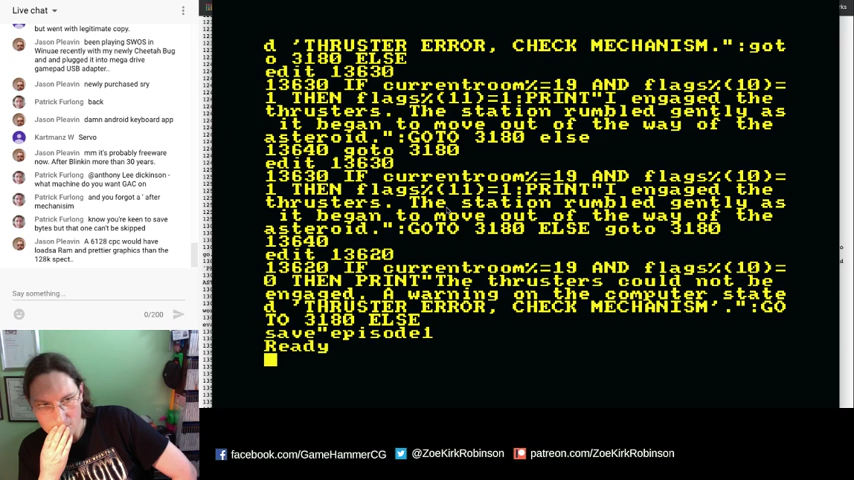 Live chat
but went with legitimate copy.
Jason Pleavin been playing SWOS in
Winuae recently with my newly Cheetah Bug
and and plugged it into mega drive
gamepad USB adapter..
Jason Pleavin newly purchased sry
Patrick Furlong back
Jason Pleavin damn android keyboard app
Kartmanz W Servo
Jason Pleavin mm it's probably freeware
now. After Blinkin more than 30 years.
Patrick Furlong @anthony Lee dickinson -
what machine do you want GAC on
Patrick Furlong and you forgot a ' after
mechanisim
Patrick Furlong know you're keen to save
bytes but that one can't be skipped
Jason Pleavin A 6128 cpc would have
loadsa Ram and prettier graphics than the
128k spect..
Say something...
0/200
d 'THRUSTER ERROR, CHECK MECHANISM.":got
o 3180 ELSE
edit 13630
13630 IF currentroom%=19 AND flags%(10)=
1 THEN flags%(11)=1:PRINT"I engaged the
thrusters. The station rumbled gently as
it began to move out of the way of the
asteroid.":GOTO 3180 else
13640 goto 3180
edit 13630
13630 IF currentroom%=19 AND flags%(10)=
1 THEN flags%(11)=1:PRINT"I engaged the
thrusters. The station rumbled gently as
it began to move out of the way of the
asteroid.":GOTO 3180 ELSE goto 3180
13640
edit 13620
13620 IF currentroom%=19 AND flags%(10)=
0 THEN PRINT"The thrusters could not be
engaged. A warning on the computer state
d 'THRUSTER ERROR, CHECK MECHANISM'.":GO
TO 3180 ELSE
save"episode1
Ready
facebook.com/GameHammerCG
@ZoeKirkRobinson
patreon.com/ZoeKirkRobinson